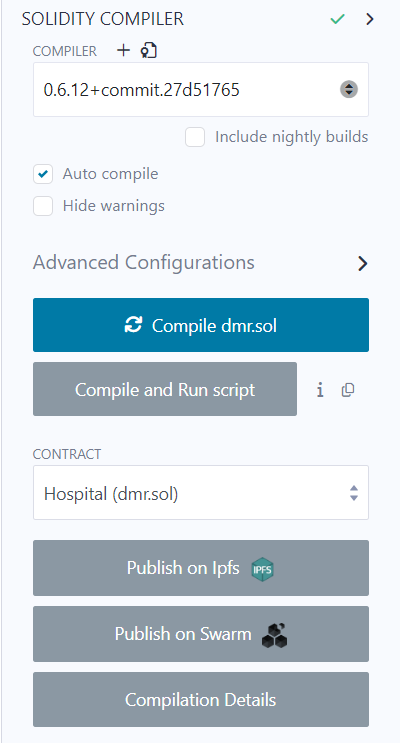 SOLIDITY COMPILER
COMPILER
0.6.12+commit.27d51765
Include nightly builds
Auto compile
Hide warnings
Advanced Configurations
Compile dmr.sol
Compile and Run script
CONTRACT
Hospital (dmr.sol)
Publish on Ipfs IPFS
Publish on Swarm
Compilation Details